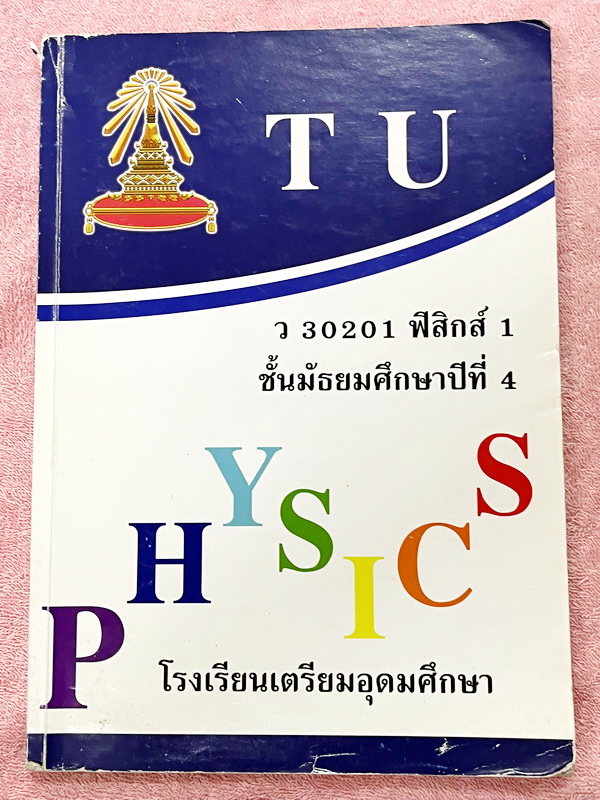 T U
ว 30201 ฟิสิกส์ 1
ชั้นมัธยมศึกษาปีที่ 4
PHYSICS
โรงเรียนเตรียมอุดมศึกษา